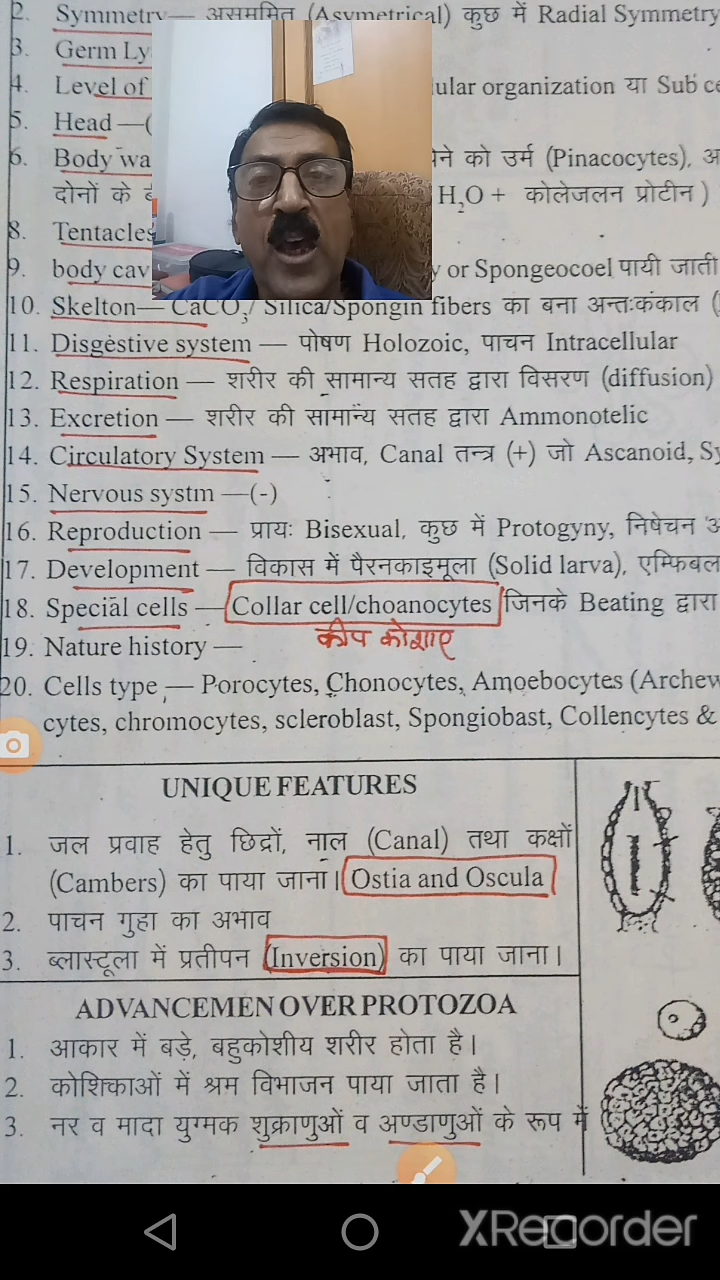 2. Symmetry— असममित (Asymetrical) कुछ में Radial Symmetry
3. Germ Ly
4. Level of ular organization या Sub ce
5. Head —(
6. Body wa ने को उर्म (Pinacocytes), अ
दोनों के H₂O + कोलेजलन प्रोटीन )
8. Tentacles
9. body cav y or Spongeocoel पायी जाती
10. Skelton— CaCO₃/ Silica/Spongin fibers का बना अन्तःकंकाल (
11. Disgestive system — पोषण Holozoic, पाचन Intracellular
12. Respiration — शरीर की सामान्य सतह द्वारा विसरण (diffusion)
13. Excretion — शरीर की सामान्य सतह द्वारा Ammonotelic
14. Circulatory System — अभाव, Canal तन्त्र (+) जो Ascanoid, Sy
15. Nervous systm —(-)
16. Reproduction — प्रायः Bisexual, कुछ में Protogyny, निषेचन अ
17. Development — विकास में पैरनकाइमूला (Solid larva), एम्फिबल
18. Special cells — Collar cell/choanocytes जिनके Beating द्वारा
कीप कोशाए
19. Nature history —
20. Cells type — Porocytes, Chonocytes, Amoebocytes (Archew
cytes, chromocytes, scleroblast, Spongiobast, Collencytes &
UNIQUE FEATURES
1. जल प्रवाह हेतु छिद्रों, नाल (Canal) तथा कक्षों
(Cambers) का पाया जाना। Ostia and Oscula
2. पाचन गुहा का अभाव
3. ब्लास्टूला में प्रतीपन (Inversion) का पाया जाना।
ADVANCEMEN OVER PROTOZOA
1. आकार में बड़े, बहुकोशीय शरीर होता है।
2. कोशिकाओं में श्रम विभाजन पाया जाता है।
3. नर व मादा युग्मक शुक्राणुओं व अण्डाणुओं के रूप में
XRecorder